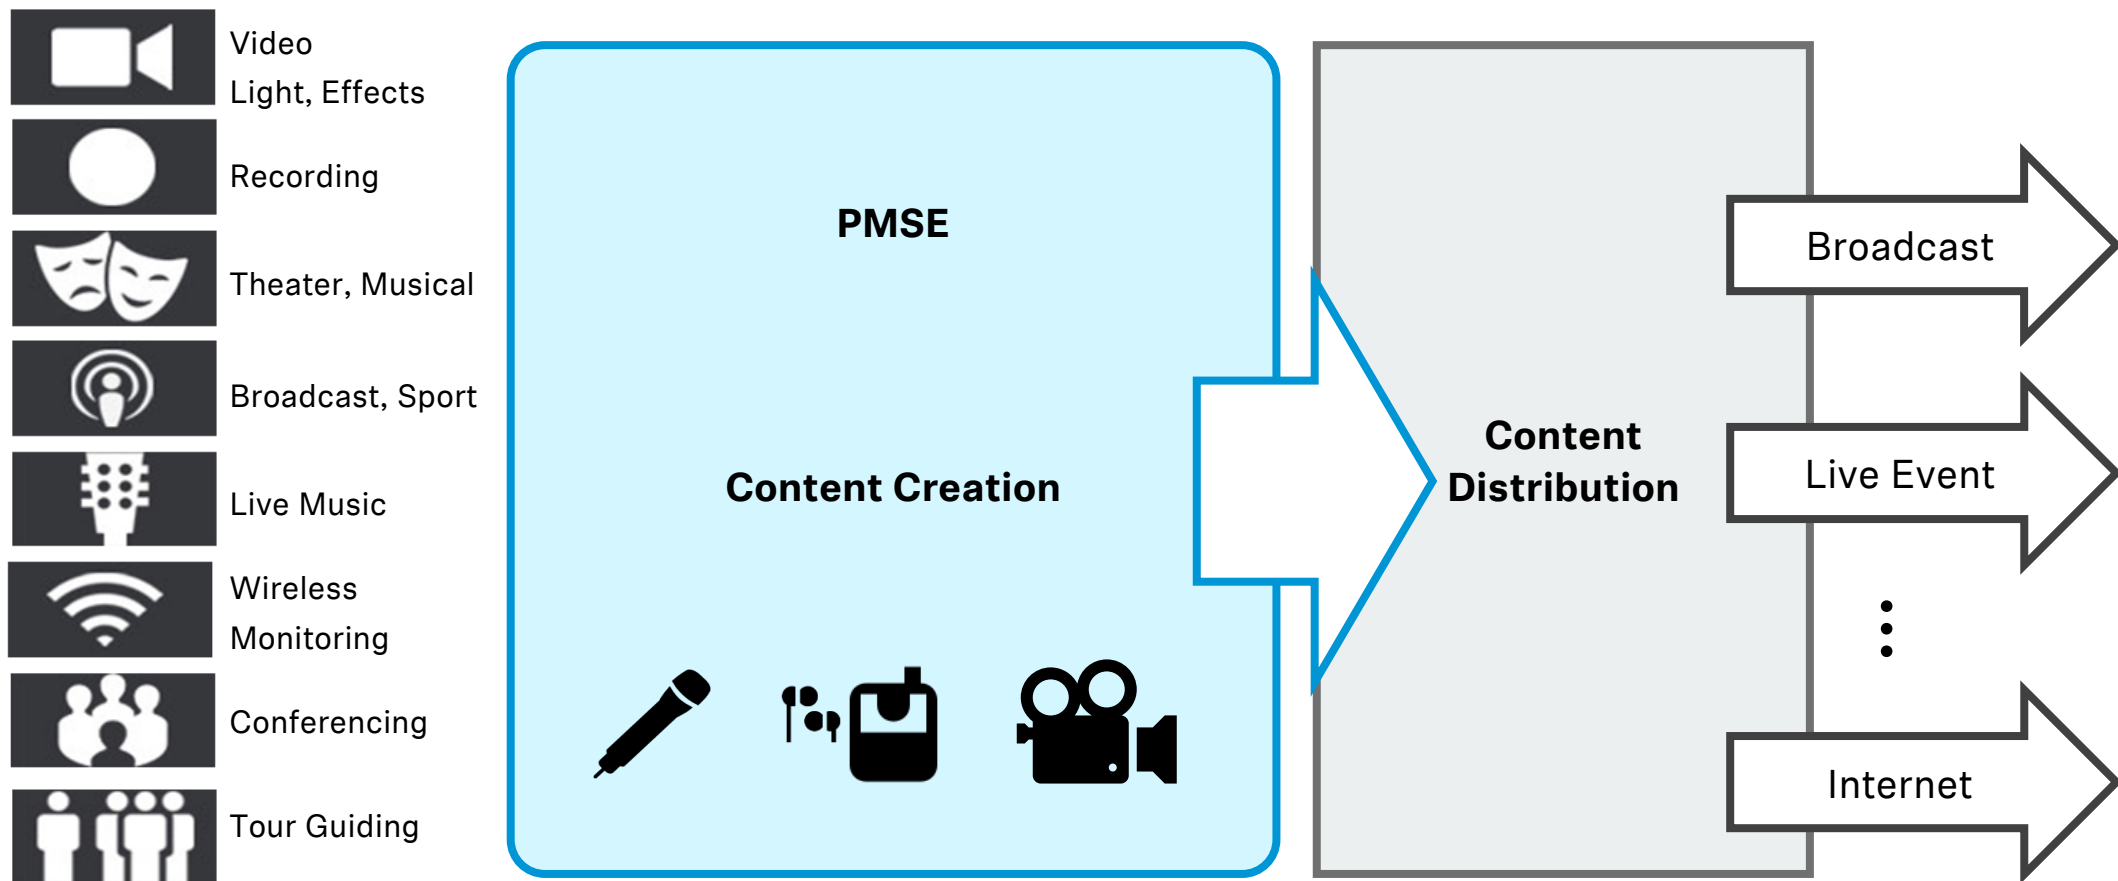 Video
Light, Effects
Recording
Theater, Musical
Broadcast, Sport
Live Music
Wireless
Monitoring
Conferencing
Tour Guiding
PMSE
Content Creation
Content
Distribution
Broadcast
Live Event
Internet